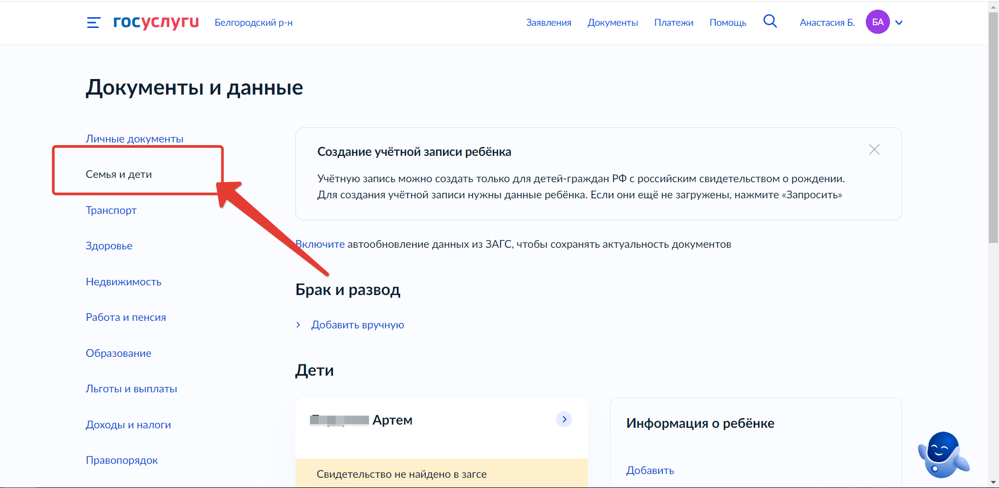 госуслуги Белгородский р-н Заявления Документы Платежи Помощь Анастасия Б. БА
Документы и данные
Личные документы
Семья и дети
Транспорт
Здоровье
Недвижимость
Работа и пенсия
Образование
Льготы и выплаты
Доходы и налоги
Правопорядок
Создание учётной записи ребёнка
Учётную запись можно создать только для детей-граждан РФ с российским свидетельством о рождении.
Для создания учётной записи нужны данные ребёнка. Если они ещё не загружены, нажмите «Запросить»
Включите автообновление данных из ЗАГС, чтобы сохранять актуальность документов
Брак и развод
Добавить вручную
Дети
Артем
Свидетельство не найдено в загсе
Информация о ребёнке
Добавить